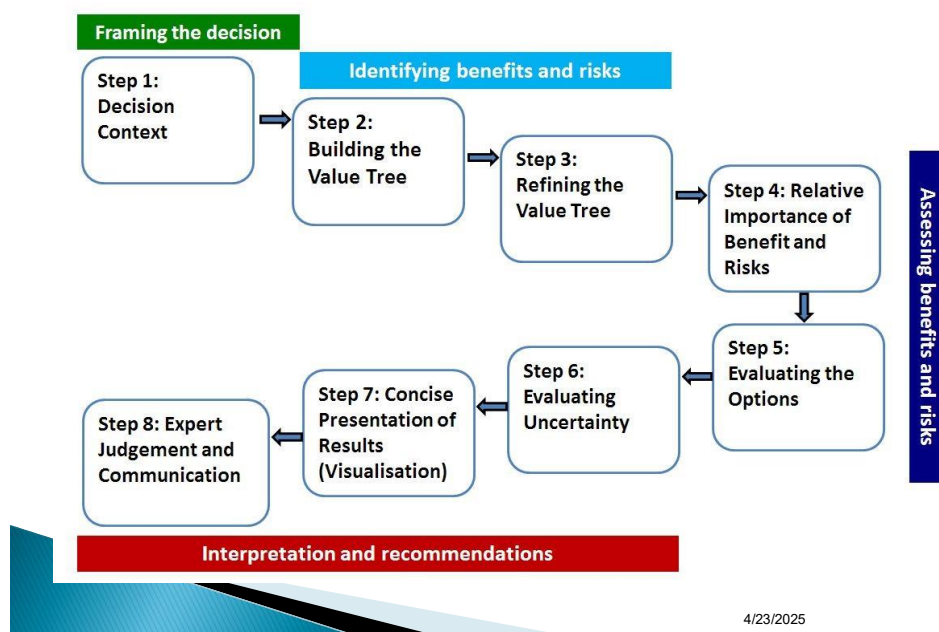 Framing the decision
Identifying benefits and risks
Step 1:
Decision
Context
Step 2:
Building the
Value Tree
Step 3:
Refining the
Value Tree
Step 4: Relative
Importance of
Benefit and
Risks
Assessing benefits and risks
Step 5:
Evaluating the
Options
Step 6:
Evaluating
Uncertainty
Step 7: Concise
Presentation of
Results
(Visualisation)
Step 8: Expert
Judgement and
Communication
Interpretation and recommendations
4/23/2025